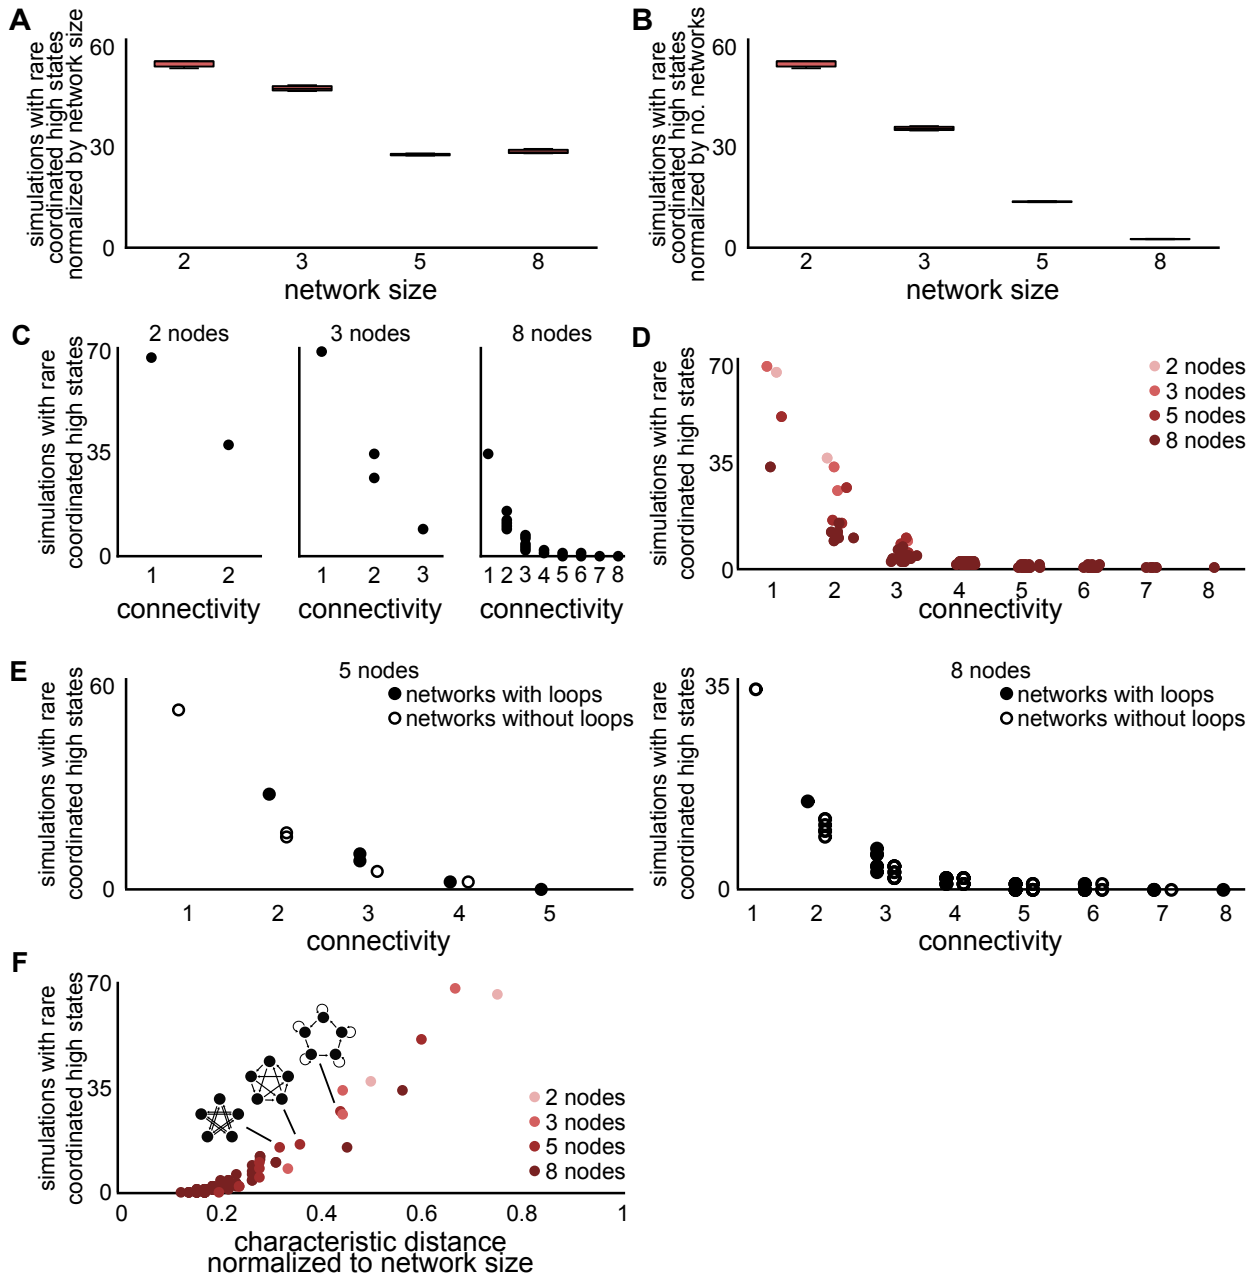 A
simulations with rare
coordinated high states
normalized by network size
60
30
0
2 3 5 8
network size
B
simulations with rare
coordinated high states
normalized by no. networks
60
30
0
2 3 5 8
network size
C
simulations with rare
coordinated high states
2 nodes
3 nodes
8 nodes
70
35
0
1 2
1 2 3
1 2 3 4 5 6 7 8
connectivity
connectivity
connectivity
D
simulations with rare
coordinated high states
70
35
0
2 nodes
3 nodes
5 nodes
8 nodes
1 2 3 4 5 6 7 8
connectivity
E
simulations with rare
coordinated high states
5 nodes
networks with loops
networks without loops
60
30
0
1 2 3 4 5
connectivity
simulations with rare
coordinated high states
8 nodes
networks with loops
networks without loops
35
0
1 2 3 4 5 6 7 8
connectivity
F
simulations with rare
coordinated high states
70
35
0
2 nodes
3 nodes
5 nodes
8 nodes
0 0.2 0.4 0.6 0.8 1
characteristic distance
normalized to network size